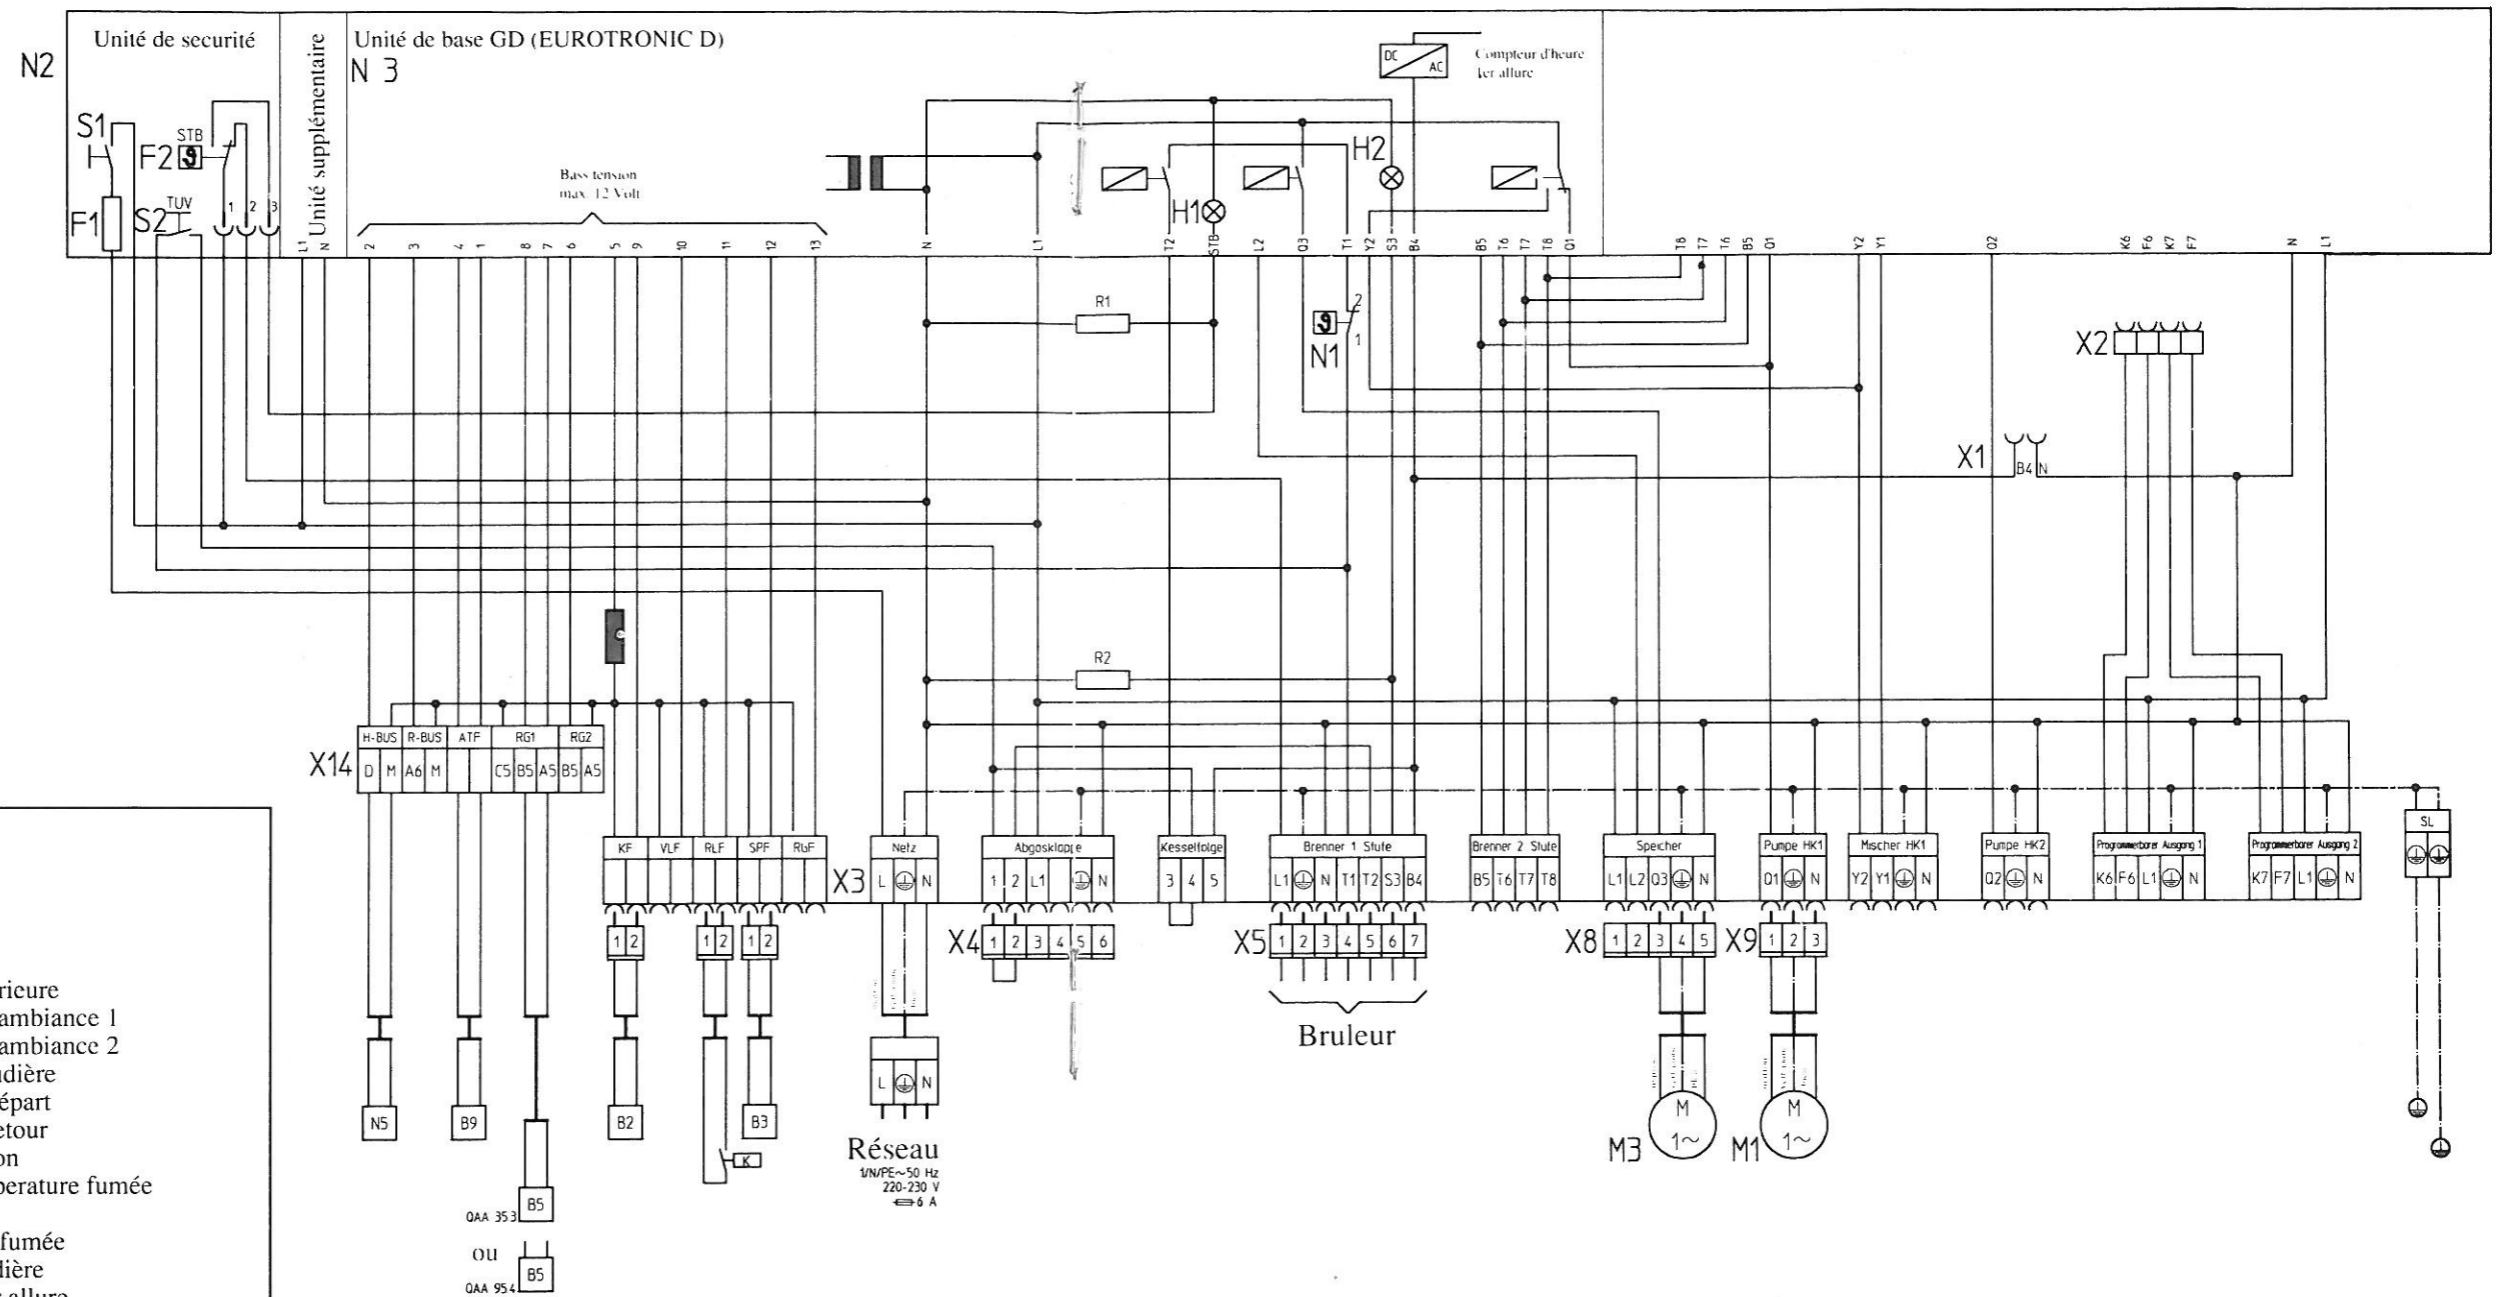 Unité de securité
Unité supplémentaire
Unité de base GD (EUROTRONIC D)
N2
N 3
DC
AC
Compteur d'heure
1er allure
S1
STB
F2
H2
Bass tension
max. 12 Volt
F1
S2
TUV
1 2 3
H1
L1 N 2 3 4 1 8 7 6 5 9 10 11 12 13 N L1 T2 STB L2 Q3 T1 Y2 S3 B4 B5 T6 T7 T8 Q1 T8 T7 T6 B5 Q1 Y2 Y1 Q2 K6 F6 K7 F7 N L1
R1
2
N1
1
X2
X1
B4 N
R2
H-BUS R-BUS ATF RG1 RG2
X14
D M A6 M C5 B5 A5 B5 A5
KF VLF RLF SPF RGF
Netz
Abgasklappe
Kesselfolge
Brenner 1 Stufe
Brenner 2 Stufe
Speicher
Pumpe HK1
Mischer HK1
Pumpe HK2
Programmierbarer Ausgang 1
Programmierbarer Ausgang 2
SL
X3
L N
1 2 L1 N
3 4 5
L1 N T1 T2 S3 B4
B5 T6 T7 T8
L1 L2 Q3 N
Q1 N
Y2 Y1 N
Q2 N
K6 F6 L1 N
K7 F7 L1 N
1 2
1 2
1 2
X4
1 2 3 4 5 6
X5
1 2 3 4 5 6 7
X8
1 2 3 4 5
X9
1 2 3
Bruleur
L N
N5
B9
B2
B3
K
Réseau
1/N/PE~50 Hz
220-230 V
6 A
M
1~
M3
M
1~
M1
QAA 353
B5
ou
QAA 954
B5
rieure
ambiance 1
ambiance 2
udière
épart
etour
on
perature fumée
fumée
dière
allure